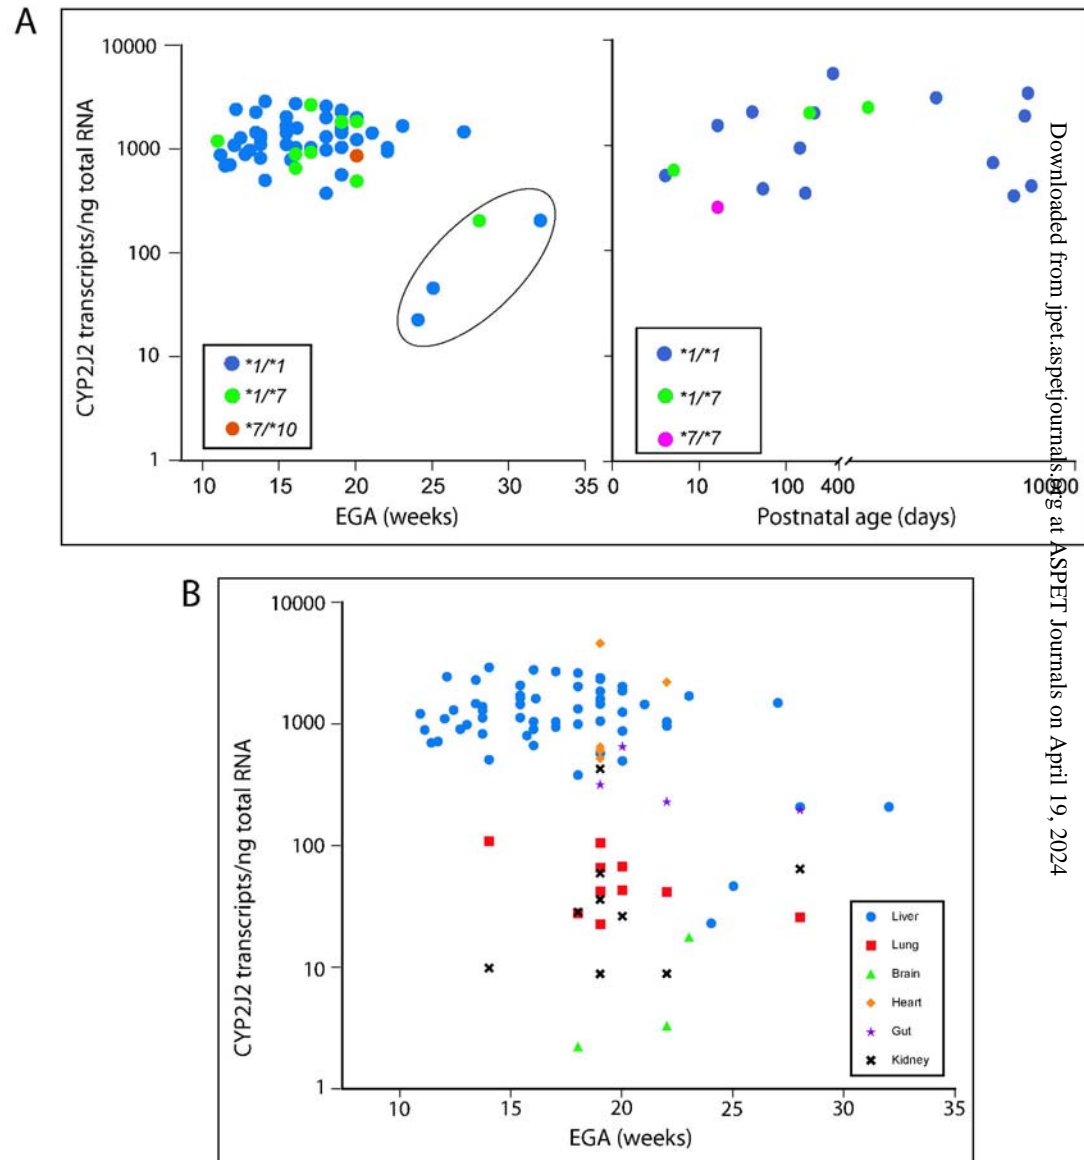 A
CYP2J2 transcripts/ng total RNA
10000
1000
100
10
1
10 15 20 25 30 35
EGA (weeks)
*1/*1
*1/*7
*7/*10
0 10 100 400 10000
Postnatal age (days)
*1/*1
*1/*7
*7/*7
B
CYP2J2 transcripts/ng total RNA
10000
1000
100
10
1
10 15 20 25 30 35
EGA (weeks)
Liver
Lung
Brain
Heart
Gut
Kidney
Downloaded from jpet.aspetjournals.org at ASPET Journals on April 19, 2024